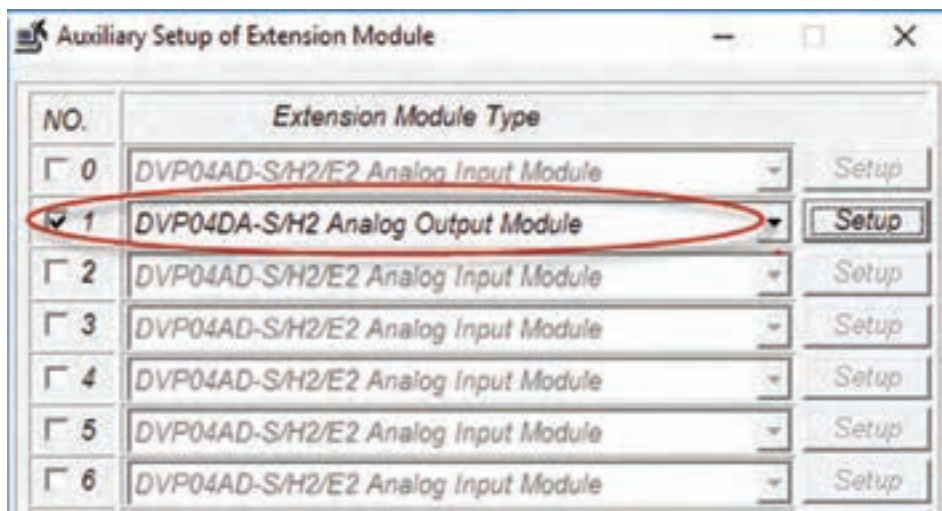 Auxiliary Setup of Extension Module
NO. Extension Module Type
0 DVP04AD-S/H2/E2 Analog Input Module Setup
1 DVP04DA-S/H2 Analog Output Module Setup
2 DVP04AD-S/H2/E2 Analog Input Module Setup
3 DVP04AD-S/H2/E2 Analog Input Module Setup
4 DVP04AD-S/H2/E2 Analog Input Module Setup
5 DVP04AD-S/H2/E2 Analog Input Module Setup
6 DVP04AD-S/H2/E2 Analog Input Module Setup